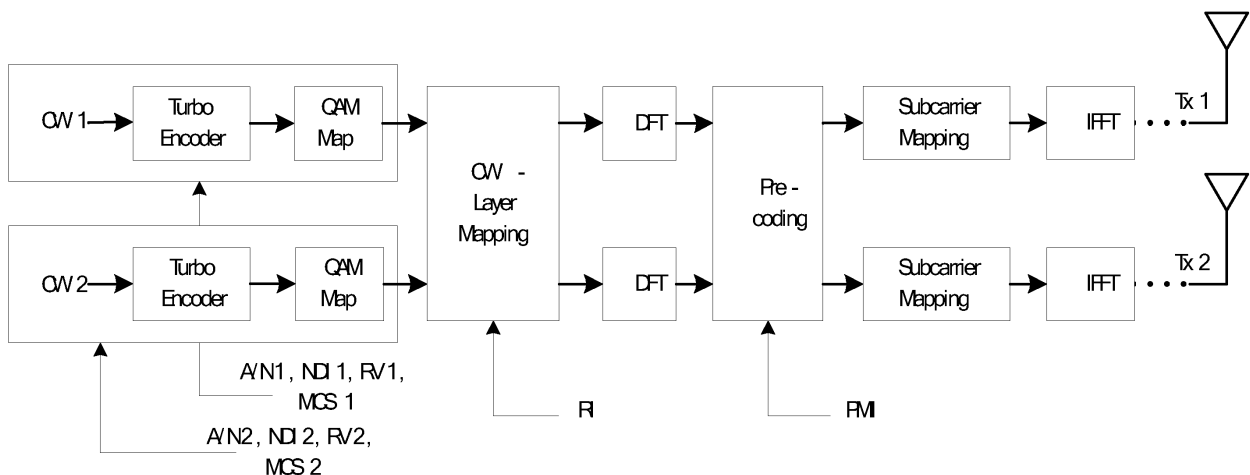 Tx 1
CW 1
Turbo
Encoder
QAM
Map
CW -
Layer
Mapping
DFT
Pre -
coding
Subcarrier
Mapping
IFFT
Tx 2
CW 2
Turbo
Encoder
QAM
Map
DFT
Subcarrier
Mapping
IFFT
A/N1, NDI 1, RV1,
MCS 1
RI
PMI
A/N2, NDI 2, RV2,
MCS 2